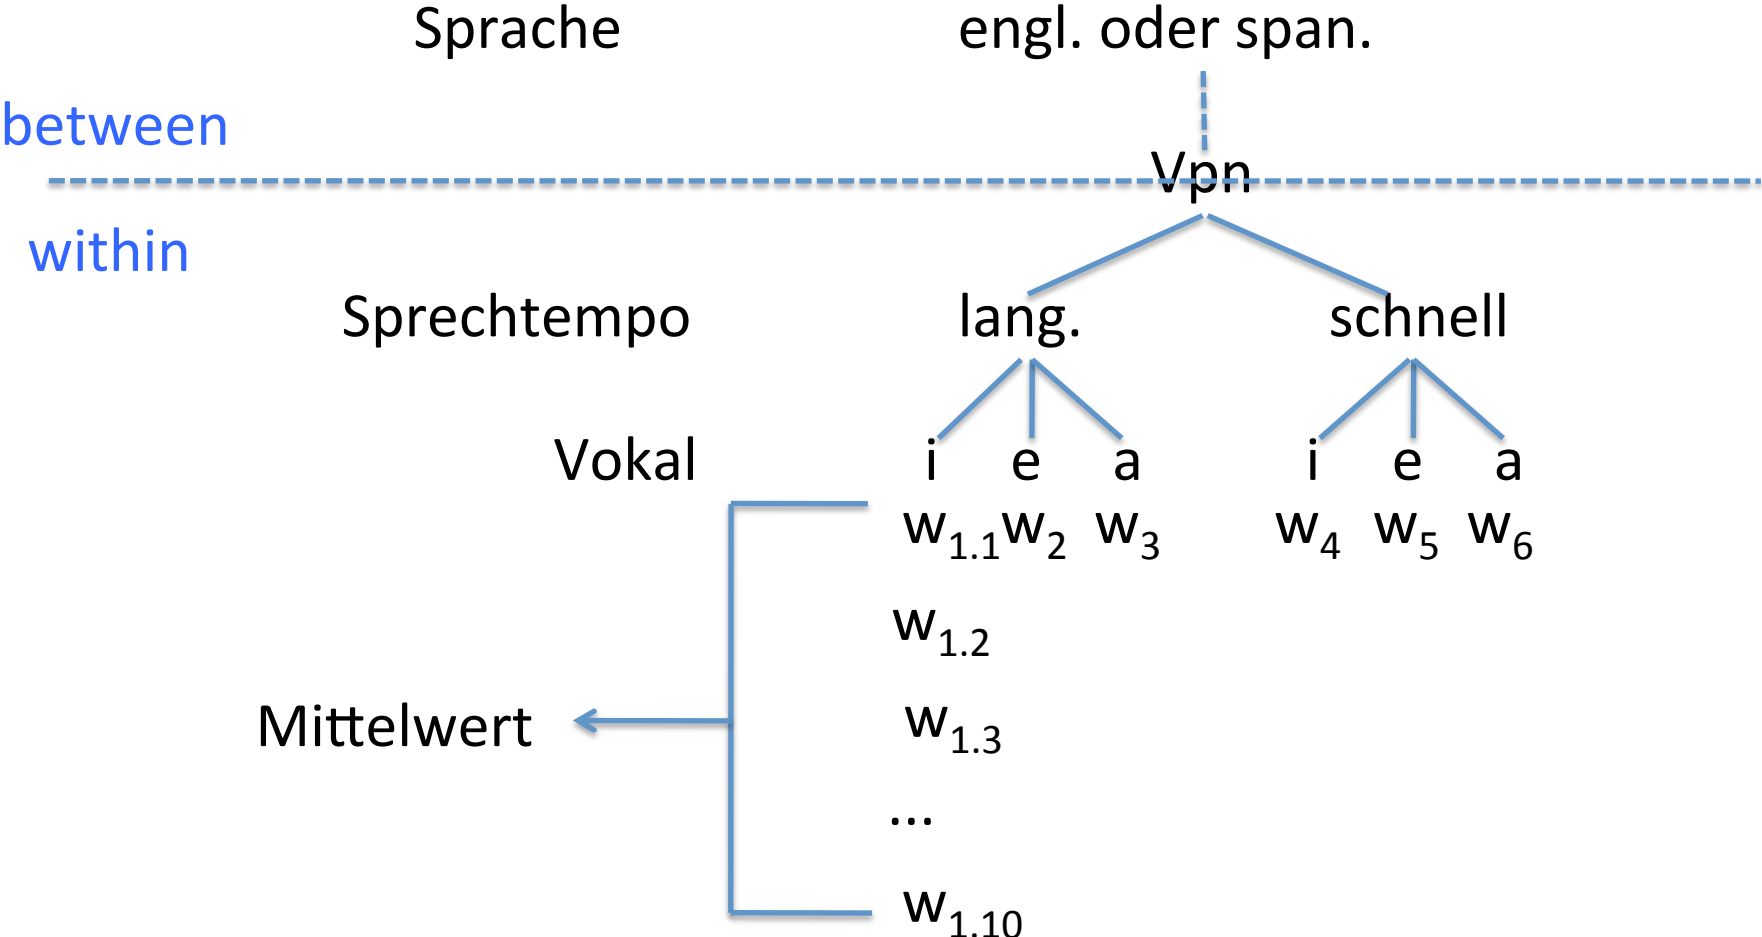 Sprache engl. oder span.
between
Vpn
within
Sprechtempo lang. schnell
Vokal i e a i e a
w1.1 w2 w3 w4 w5 w6
w1.2
Mittelwert w1.3
...
w1.10